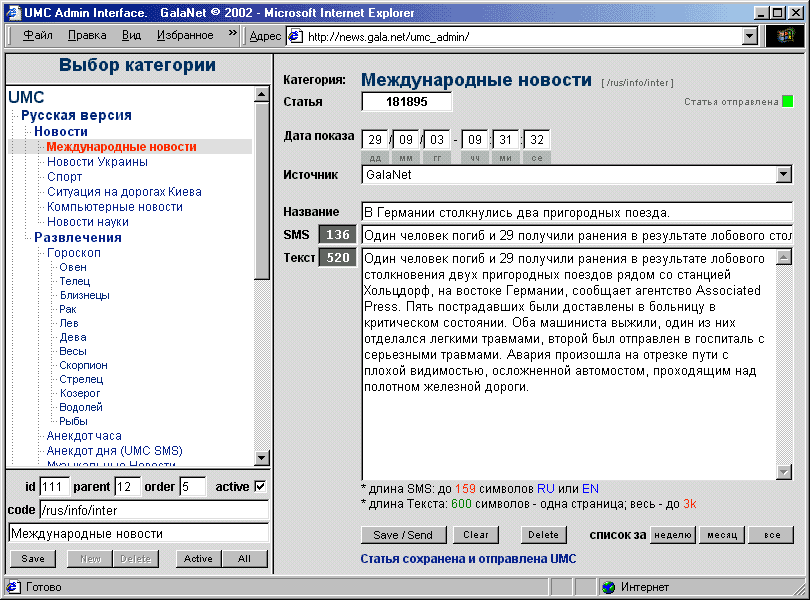 UMC Admin Interface.   GalaNet © 2002 - Microsoft Internet Explorer
Файл Правка Вид Избранное » Адрес http://news.gala.net/umc_admin/
Выбор категории
UMC
Русская версия
Новости
Международные новости
Новости Украины
Спорт
Ситуация на дорогах Киева
Компьютерные новости
Новости науки
Развлечения
Гороскоп
Овен
Телец
Близнецы
Рак
Лев
Дева
Весы
Скорпион
Стрелец
Козерог
Водолей
Рыбы
Анекдот часа
Анекдот дня (UMC SMS)
Музыкальные Новости
id 111 parent 12 order 5 active
code /rus/info/inter
Международные новости
Save New Delete Active All
Категория: Международные новости [ /rus/info/inter ]
Статья 181895 Статья отправлена
Дата показа 29 / 09 / 03 - 09 : 31 : 32
дд мм гг чч ми се
Источник GalaNet
Название В Германии столкнулись два пригородных поезда.
SMS 136 Один человек погиб и 29 получили ранения в результате лобового стол
Текст 520 Один человек погиб и 29 получили ранения в результате лобового
столкновения двух пригородных поездов рядом со станцией
Хольцдорф, на востоке Германии, сообщает агентство Associated
Press. Пять пострадавших были доставлены в больницу в
критическом состоянии. Оба машиниста выжили, один из них
отделался легкими травмами, второй был отправлен в госпиталь с
серьезными травмами. Авария произошла на отрезке пути с
плохой видимостью, осложненной автомостом, проходящим над
полотном железной дороги.
* длина SMS: до 159 символов RU или EN
* длина Текста: 600 символов - одна страница; весь - до 3k
Save / Send Clear Delete список за неделю месяц все
Статья сохранена и отправлена UMC
Готово Интернет